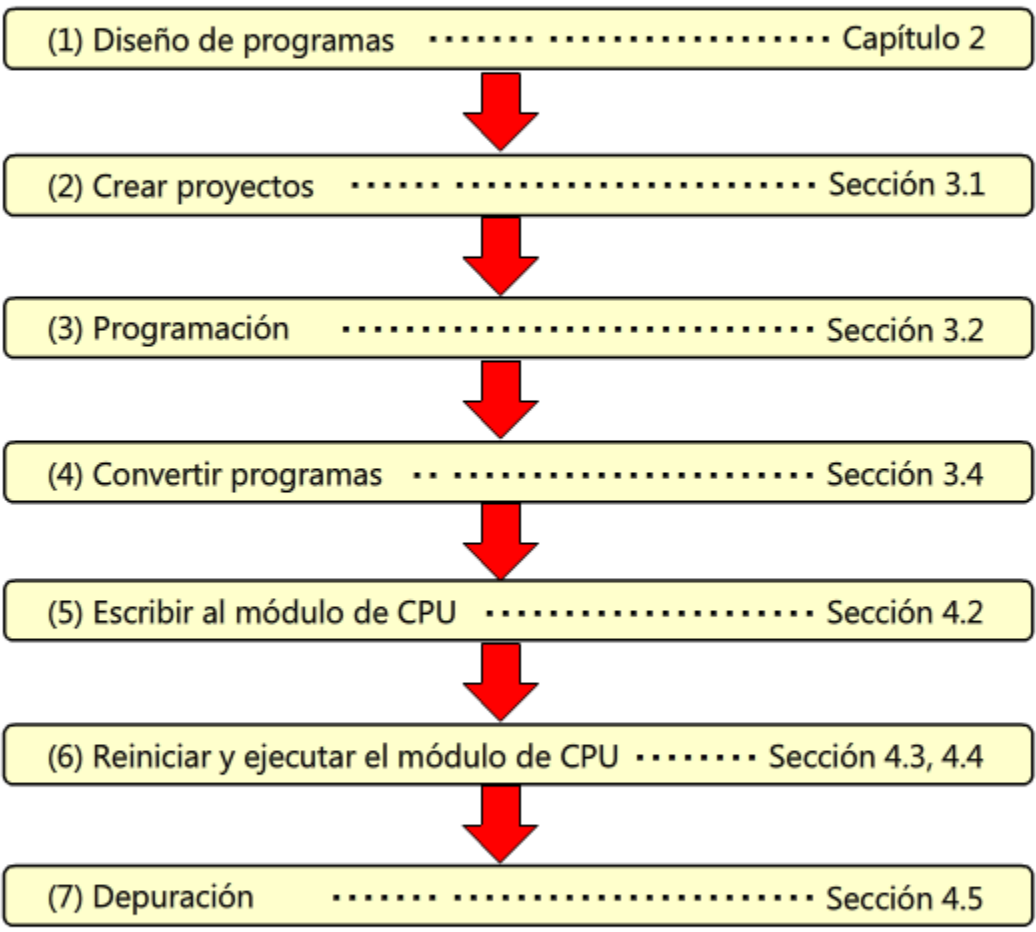 (1) Diseño de programas ······· ·················· Capítulo 2
(2) Crear proyectos ······ ······················· Sección 3.1
(3) Programación ······························ Sección 3.2
(4) Convertir programas ·· ······················· Sección 3.4
(5) Escribir al módulo de CPU ····················· Sección 4.2
(6) Reiniciar y ejecutar el módulo de CPU ········ Sección 4.3, 4.4
(7) Depuración ······· ······················· Sección 4.5